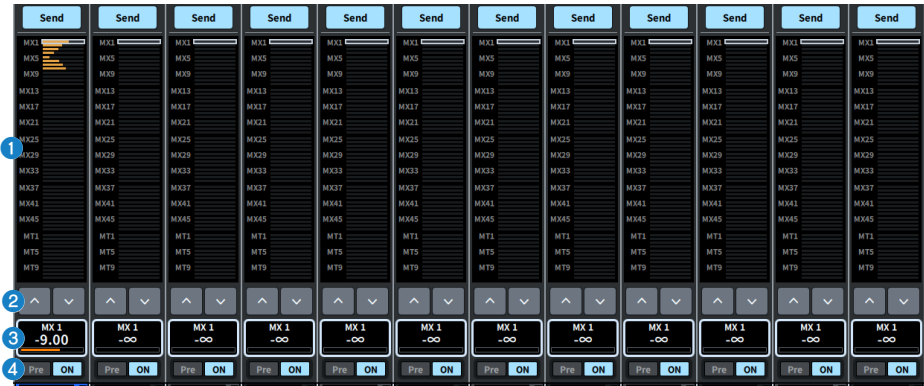 Send Send Send Send Send Send Send Send Send Send Send Send
MX1 MX1 MX1 MX1 MX1 MX1 MX1 MX1 MX1 MX1 MX1 MX1
MX5 MX5 MX5 MX5 MX5 MX5 MX5 MX5 MX5 MX5 MX5 MX5
MX9 MX9 MX9 MX9 MX9 MX9 MX9 MX9 MX9 MX9 MX9 MX9
MX13 MX13 MX13 MX13 MX13 MX13 MX13 MX13 MX13 MX13 MX13 MX13
MX17 MX17 MX17 MX17 MX17 MX17 MX17 MX17 MX17 MX17 MX17 MX17
MX21 MX21 MX21 MX21 MX21 MX21 MX21 MX21 MX21 MX21 MX21 MX21
MX25 MX25 MX25 MX25 MX25 MX25 MX25 MX25 MX25 MX25 MX25 MX25
1 MX29 MX29 MX29 MX29 MX29 MX29 MX29 MX29 MX29 MX29 MX29 MX29
MX33 MX33 MX33 MX33 MX33 MX33 MX33 MX33 MX33 MX33 MX33 MX33
MX37 MX37 MX37 MX37 MX37 MX37 MX37 MX37 MX37 MX37 MX37 MX37
MX41 MX41 MX41 MX41 MX41 MX41 MX41 MX41 MX41 MX41 MX41 MX41
MX45 MX45 MX45 MX45 MX45 MX45 MX45 MX45 MX45 MX45 MX45 MX45
MT1 MT1 MT1 MT1 MT1 MT1 MT1 MT1 MT1 MT1 MT1 MT1
MT5 MT5 MT5 MT5 MT5 MT5 MT5 MT5 MT5 MT5 MT5 MT5
MT9 MT9 MT9 MT9 MT9 MT9 MT9 MT9 MT9 MT9 MT9 MT9
2
MX 1 MX 1 MX 1 MX 1 MX 1 MX 1 MX 1 MX 1 MX 1 MX 1 MX 1 MX 1
3 -9.00 -∞ -∞ -∞ -∞ -∞ -∞ -∞ -∞ -∞ -∞ -∞
4 Pre ON Pre ON Pre ON Pre ON Pre ON Pre ON Pre ON Pre ON Pre ON Pre ON Pre ON Pre ON